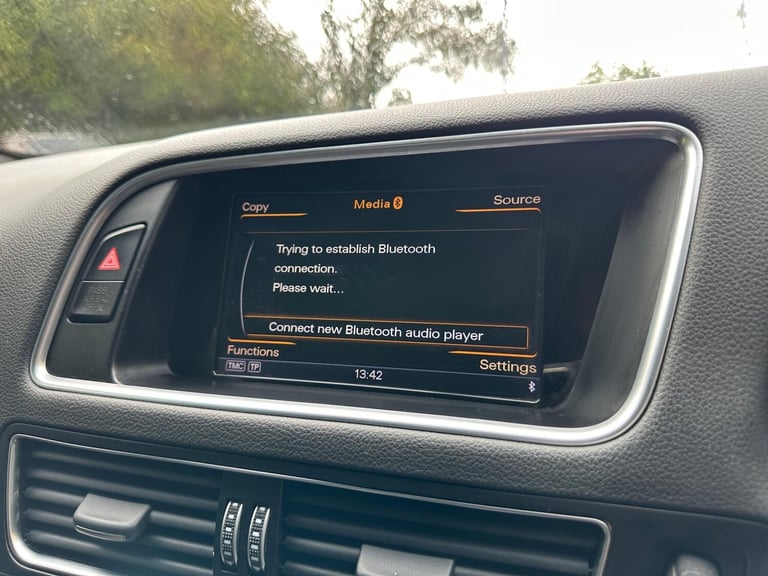 Copy
Media
Source
Trying to establish Bluetooth
connection.
Please wait...
Connect new Bluetooth audio player
Functions
Settings
TMC TP
13:42